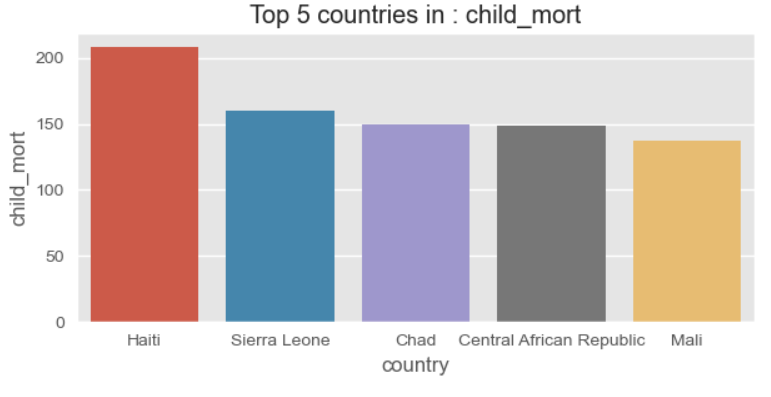 Top 5 countries in : child_mort
child_mort
200
150
100
50
0
Haiti Sierra Leone Chad Central African Republic Mali
country